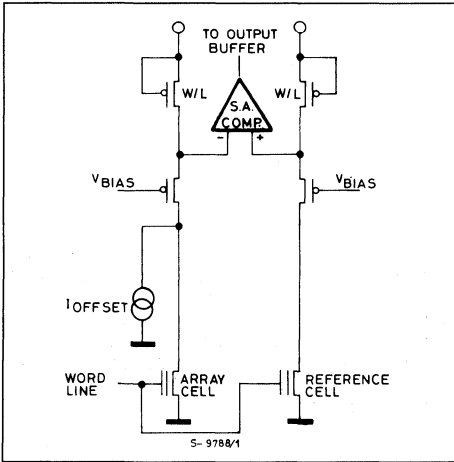 TO OUTPUT
BUFFER
W/L
S.A.
COMP.
W/L
- +
VBIAS
VBIAS
IOFFSET
WORD
LINE
ARRAY
CELL
REFERENCE
CELL
S-9788/1